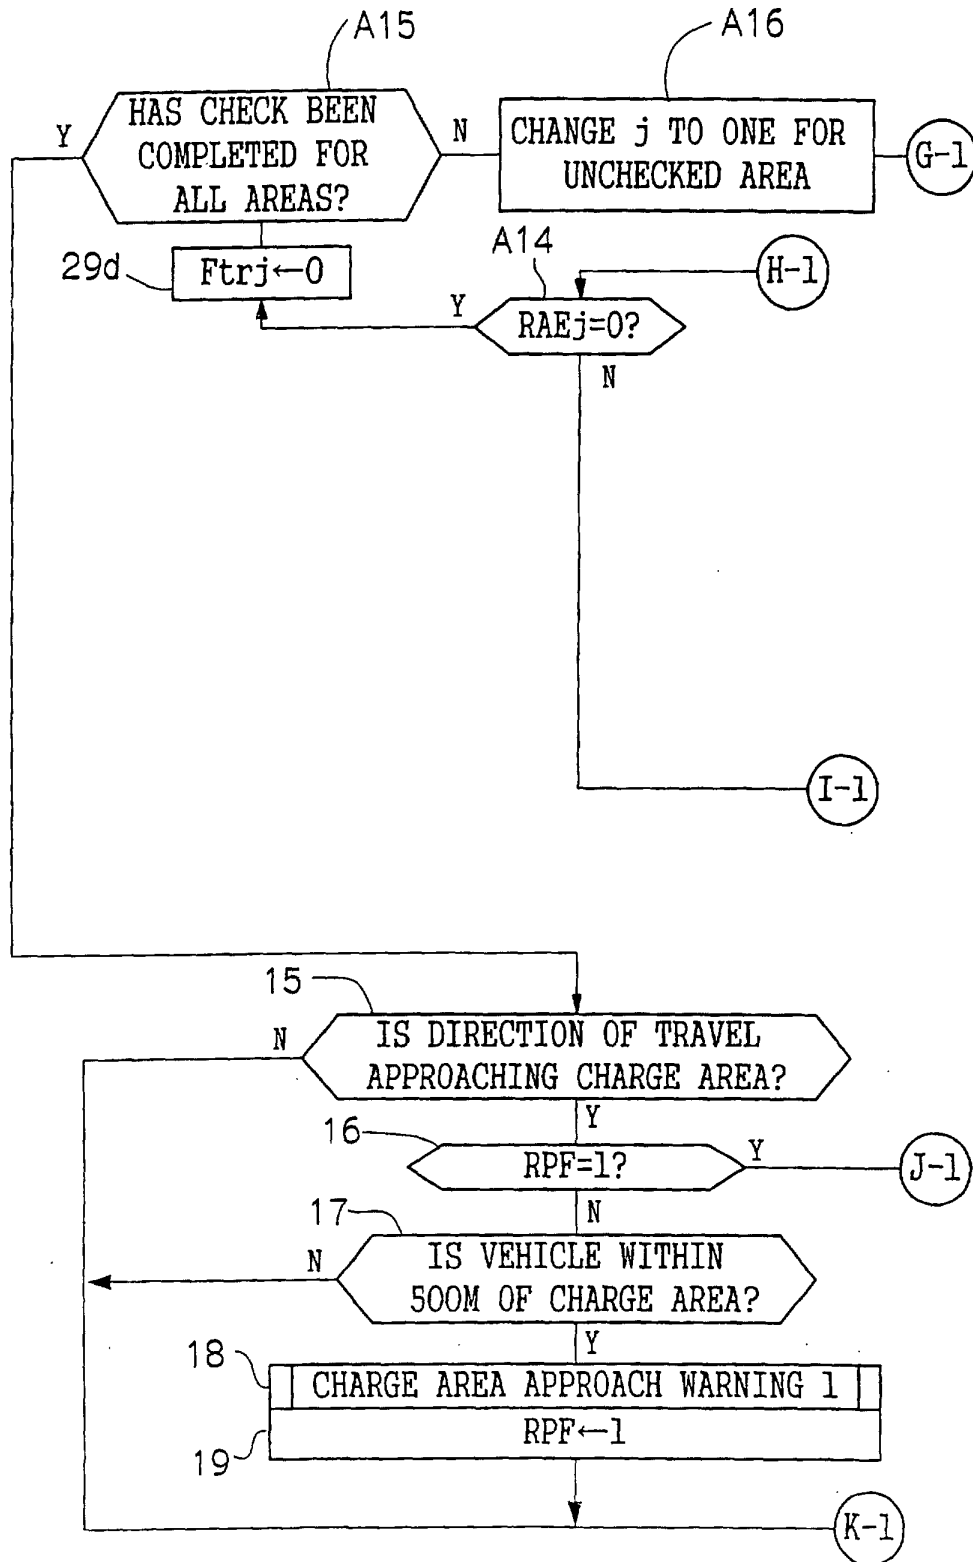 A15
A16
Y
HAS CHECK BEEN
COMPLETED FOR
ALL AREAS?
N
CHANGE j TO ONE FOR
UNCHECKED AREA
G-1
29d
Ftrj←0
A14
H-1
Y
RAEj=0?
N
I-1
15
N
IS DIRECTION OF TRAVEL
APPROACHING CHARGE AREA?
Y
16
RPF=1?
Y
J-1
N
17
N
IS VEHICLE WITHIN
500M OF CHARGE AREA?
Y
18
CHARGE AREA APPROACH WARNING 1
19
RPF←1
K-1